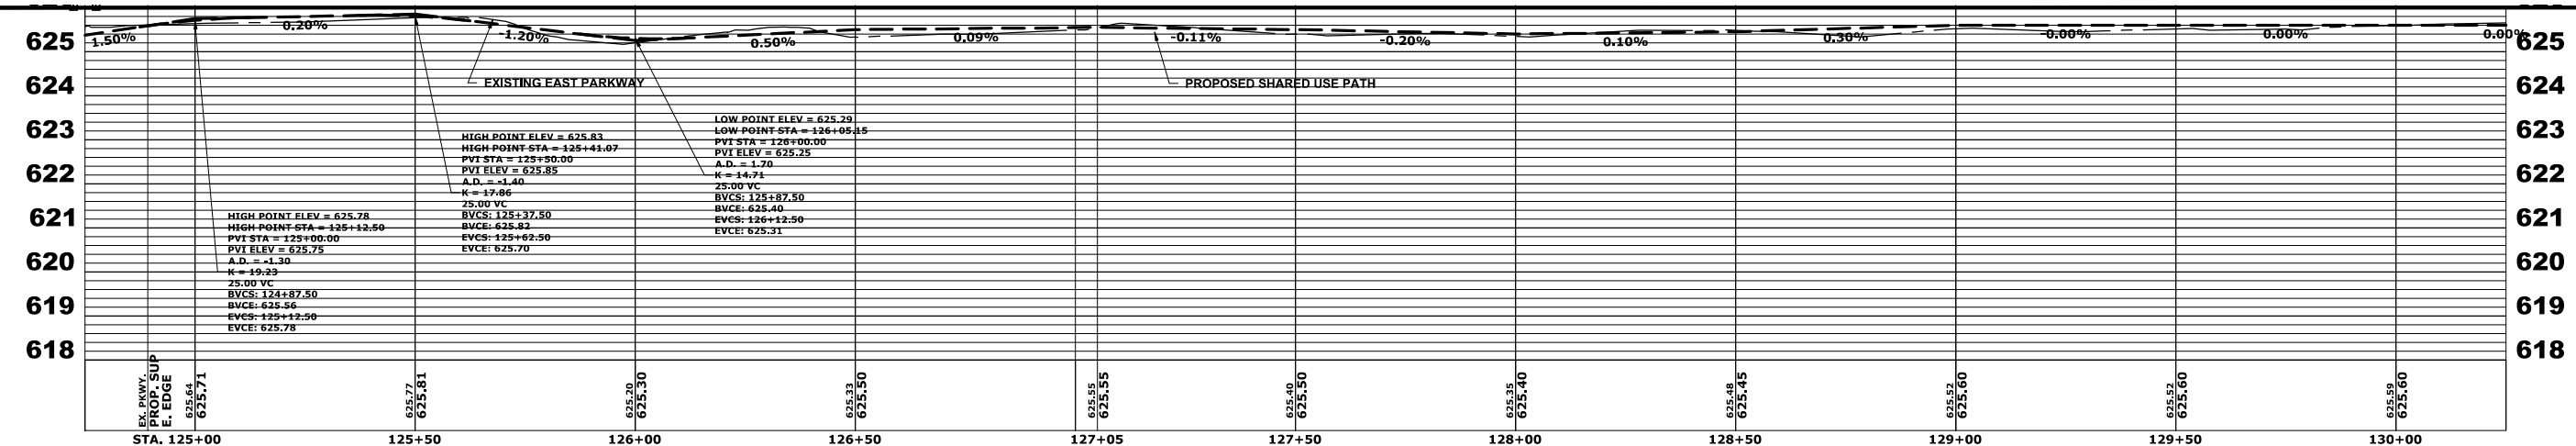 625
624
623
622
621
620
619
618
1.50%
0.20%
-1.20%
0.50%
0.09%
-0.11%
-0.20%
0.10%
0.30%
-0.00%
0.00%
0.00%
625
624
623
622
621
620
619
618
EXISTING EAST PARKWAY
PROPOSED SHARED USE PATH
HIGH POINT ELEV = 625.78
HIGH POINT STA = 125+12.50
PVI STA = 125+00.00
PVI ELEV = 625.75
A.D. = -1.30
K = 19.23
25.00 VC
BVCS: 124+87.50
BVCE: 625.56
EVCS: 125+12.50
EVCE: 625.78
HIGH POINT ELEV = 625.83
HIGH POINT STA = 125+41.07
PVI STA = 125+50.00
PVI ELEV = 625.85
A.D. = -1.40
K = 17.86
25.00 VC
BVCS: 125+37.50
BVCE: 625.82
EVCS: 125+62.50
EVCE: 625.70
LOW POINT ELEV = 625.29
LOW POINT STA = 126+05.15
PVI STA = 126+00.00
PVI ELEV = 625.25
A.D. = 1.70
K = 14.71
25.00 VC
BVCS: 125+87.50
BVCE: 625.40
EVCS: 126+12.50
EVCE: 625.31
EX. PKWY.
PROP. SUP
E. EDGE
625.64
625.71
625.77
625.81
625.20
625.30
625.33
625.50
625.55
625.55
625.40
625.50
625.35
625.40
625.48
625.45
625.52
625.60
625.52
625.60
625.59
625.60
STA. 125+00
125+50
126+00
126+50
127+05
127+50
128+00
128+50
129+00
129+50
130+00